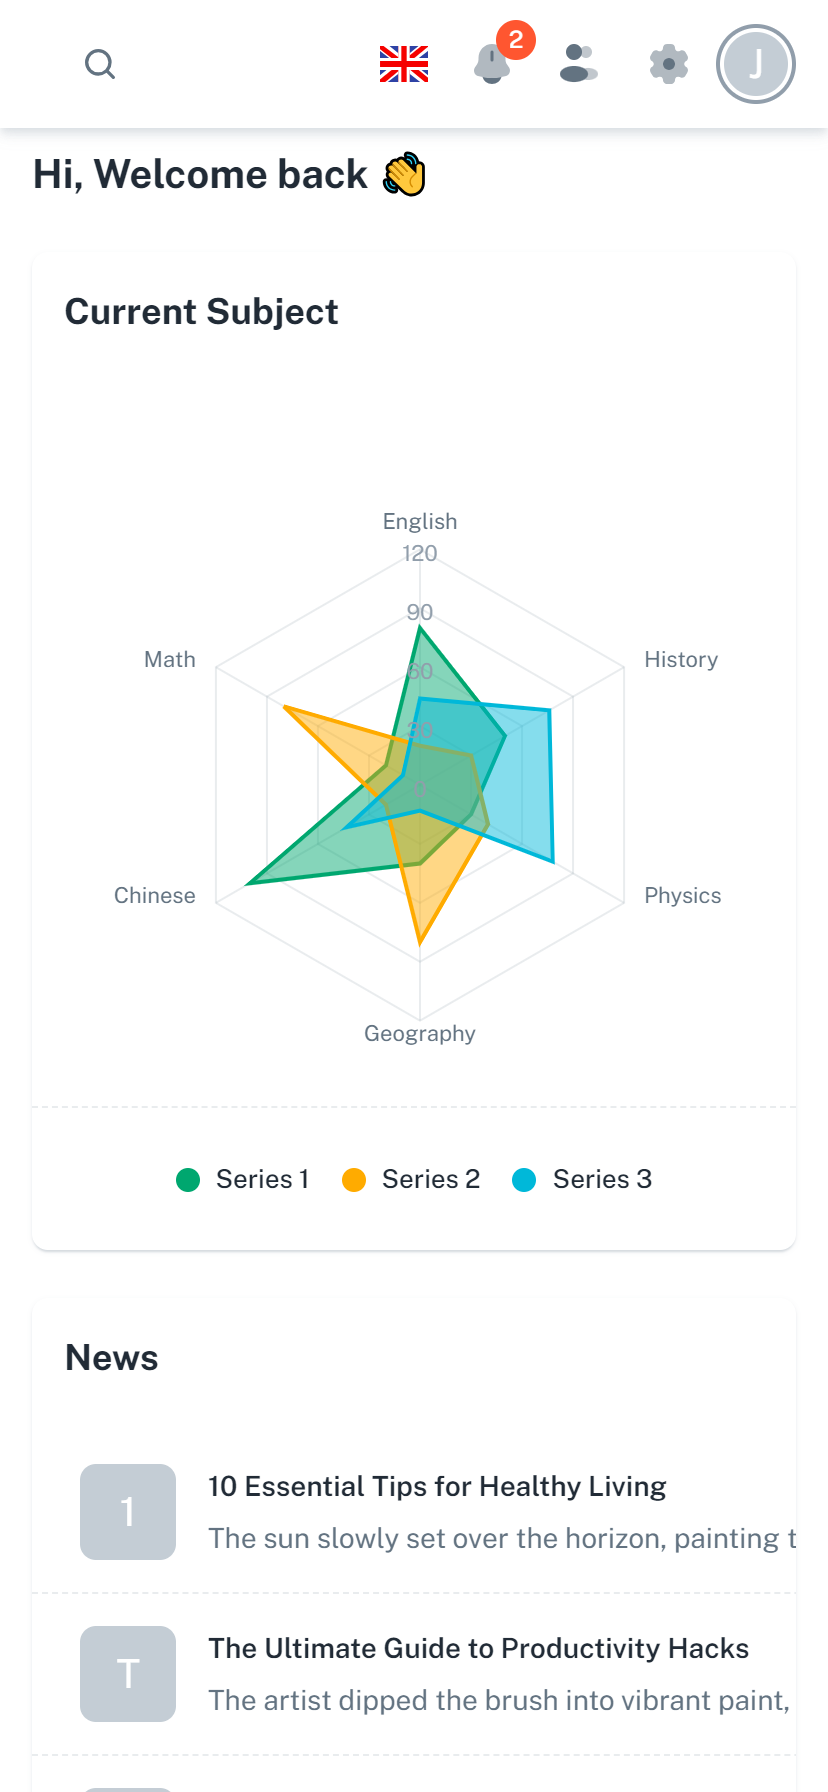 2
J
Hi, Welcome back 👋
Current Subject
English
120
90
Math
History
60
30
0
Chinese
Physics
Geography
Series 1
Series 2
Series 3
News
1
10 Essential Tips for Healthy Living
The sun slowly set over the horizon, painting t
T
The Ultimate Guide to Productivity Hacks
The artist dipped the brush into vibrant paint,